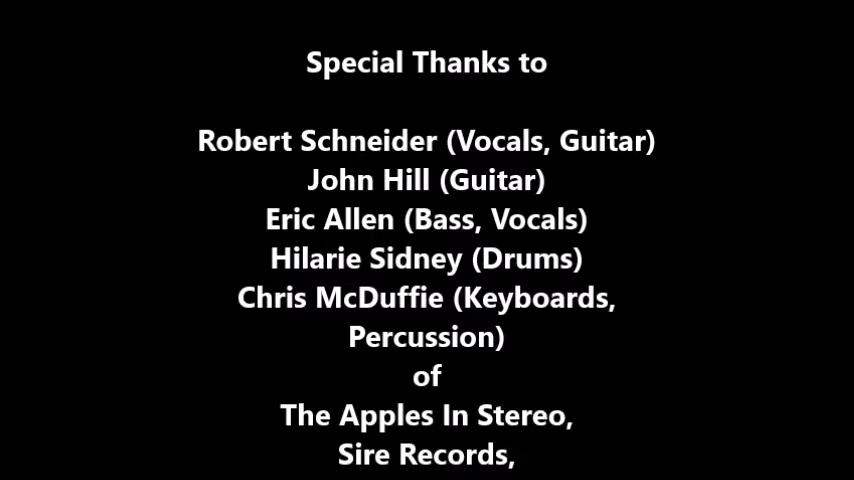 Special Thanks to
Robert Schneider (Vocals, Guitar)
John Hill (Guitar)
Eric Allen (Bass, Vocals)
Hilarie Sidney (Drums)
Chris McDuffie (Keyboards,
Percussion)
of
The Apples In Stereo,
Sire Records,